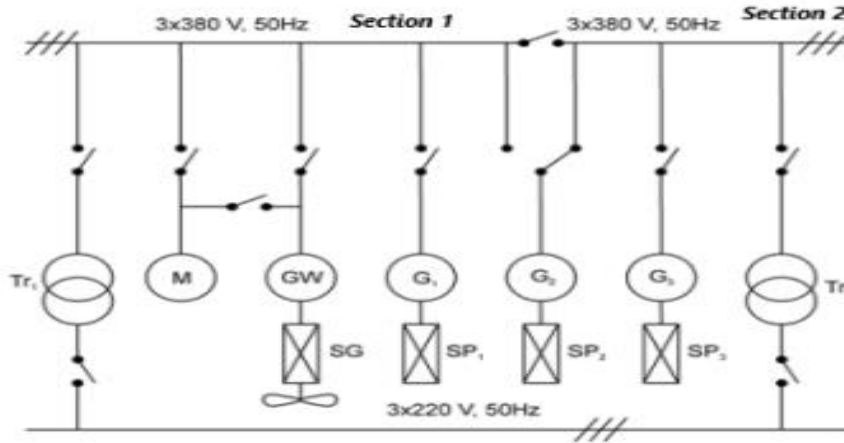 3x380 V, 50Hz
Section 1
3x380 V, 50Hz
Section 2
Tr₁
M
GW
G₁
G₂
G₃
Tr
SG
SP₁
SP₂
SP₃
3x220 V, 50Hz